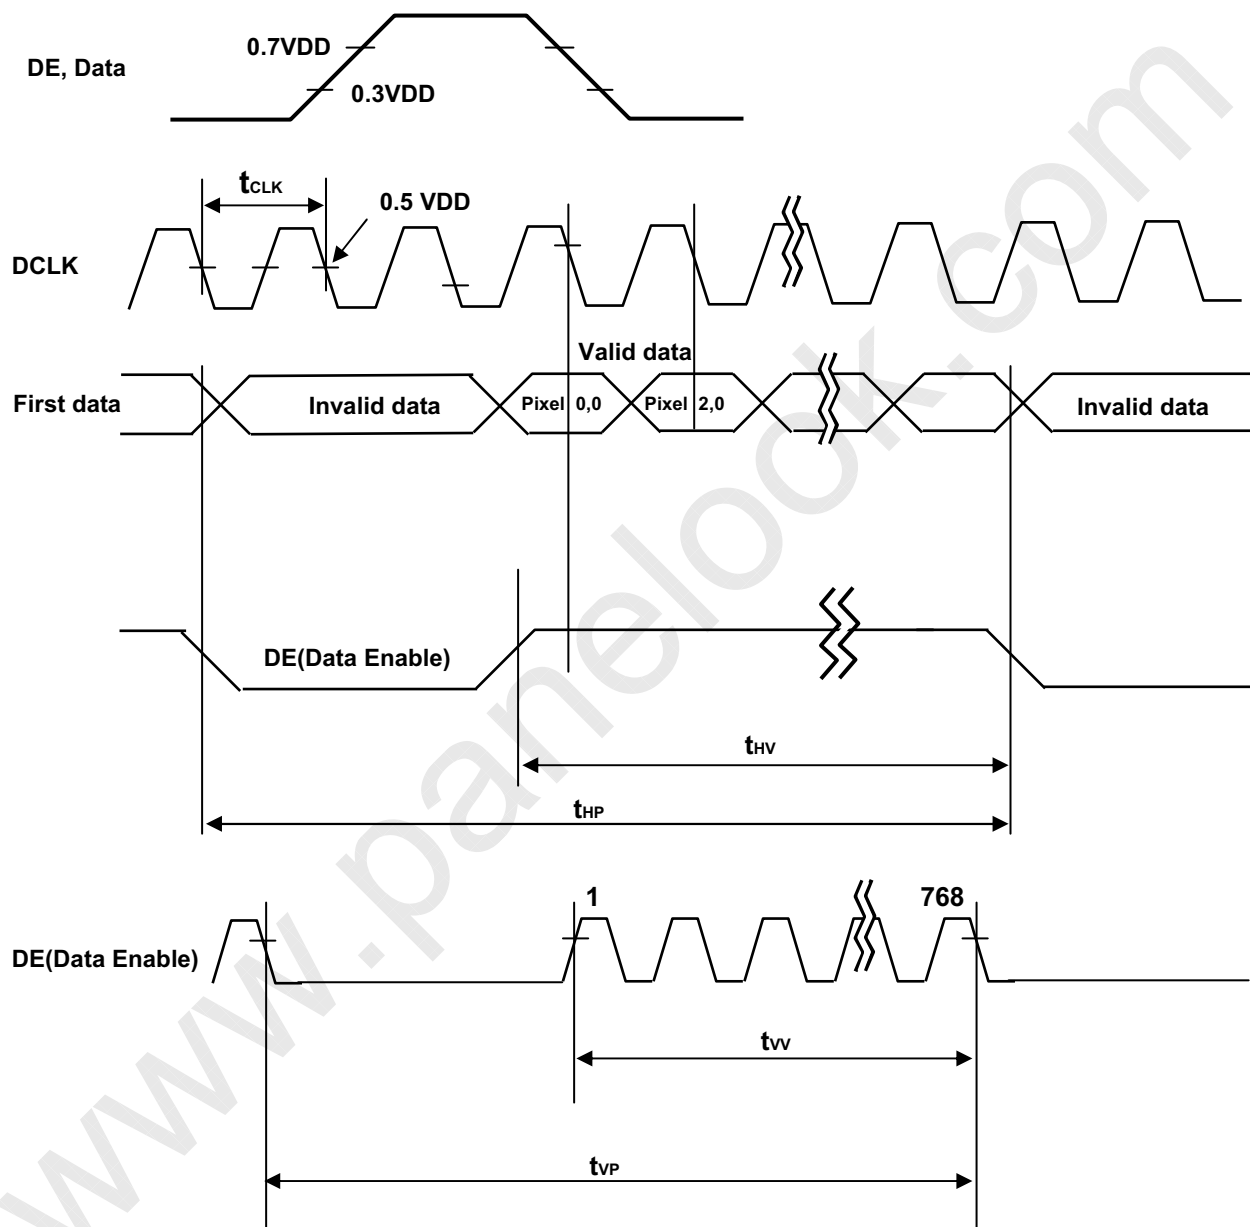 0.7VDD
DE, Data
0.3VDD
tCLK
0.5 VDD
DCLK
Valid data
First data
Invalid data
Pixel 0,0
Pixel 2,0
Invalid data
DE(Data Enable)
tHV
tHP
1
768
DE(Data Enable)
tVV
tVP
www.panelook.com